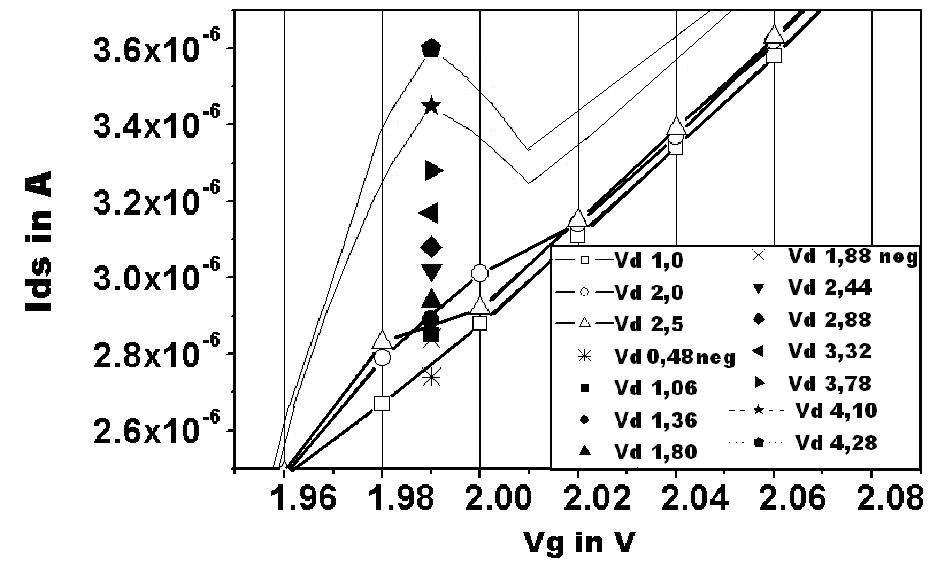 3.6x10-6
3.4x10-6
3.2x10-6
3.0x10-6
2.8x10-6
2.6x10-6
Ids in A
Vd 1,0
Vd 2,0
Vd 2,5
Vd 0,48neg
Vd 1,06
Vd 1,36
Vd 1,80
Vd 1,88 neg
Vd 2,44
Vd 2,88
Vd 3,32
Vd 3,78
Vd 4,10
Vd 4,28
1.96 1.98 2.00 2.02 2.04 2.06 2.08
Vg in V